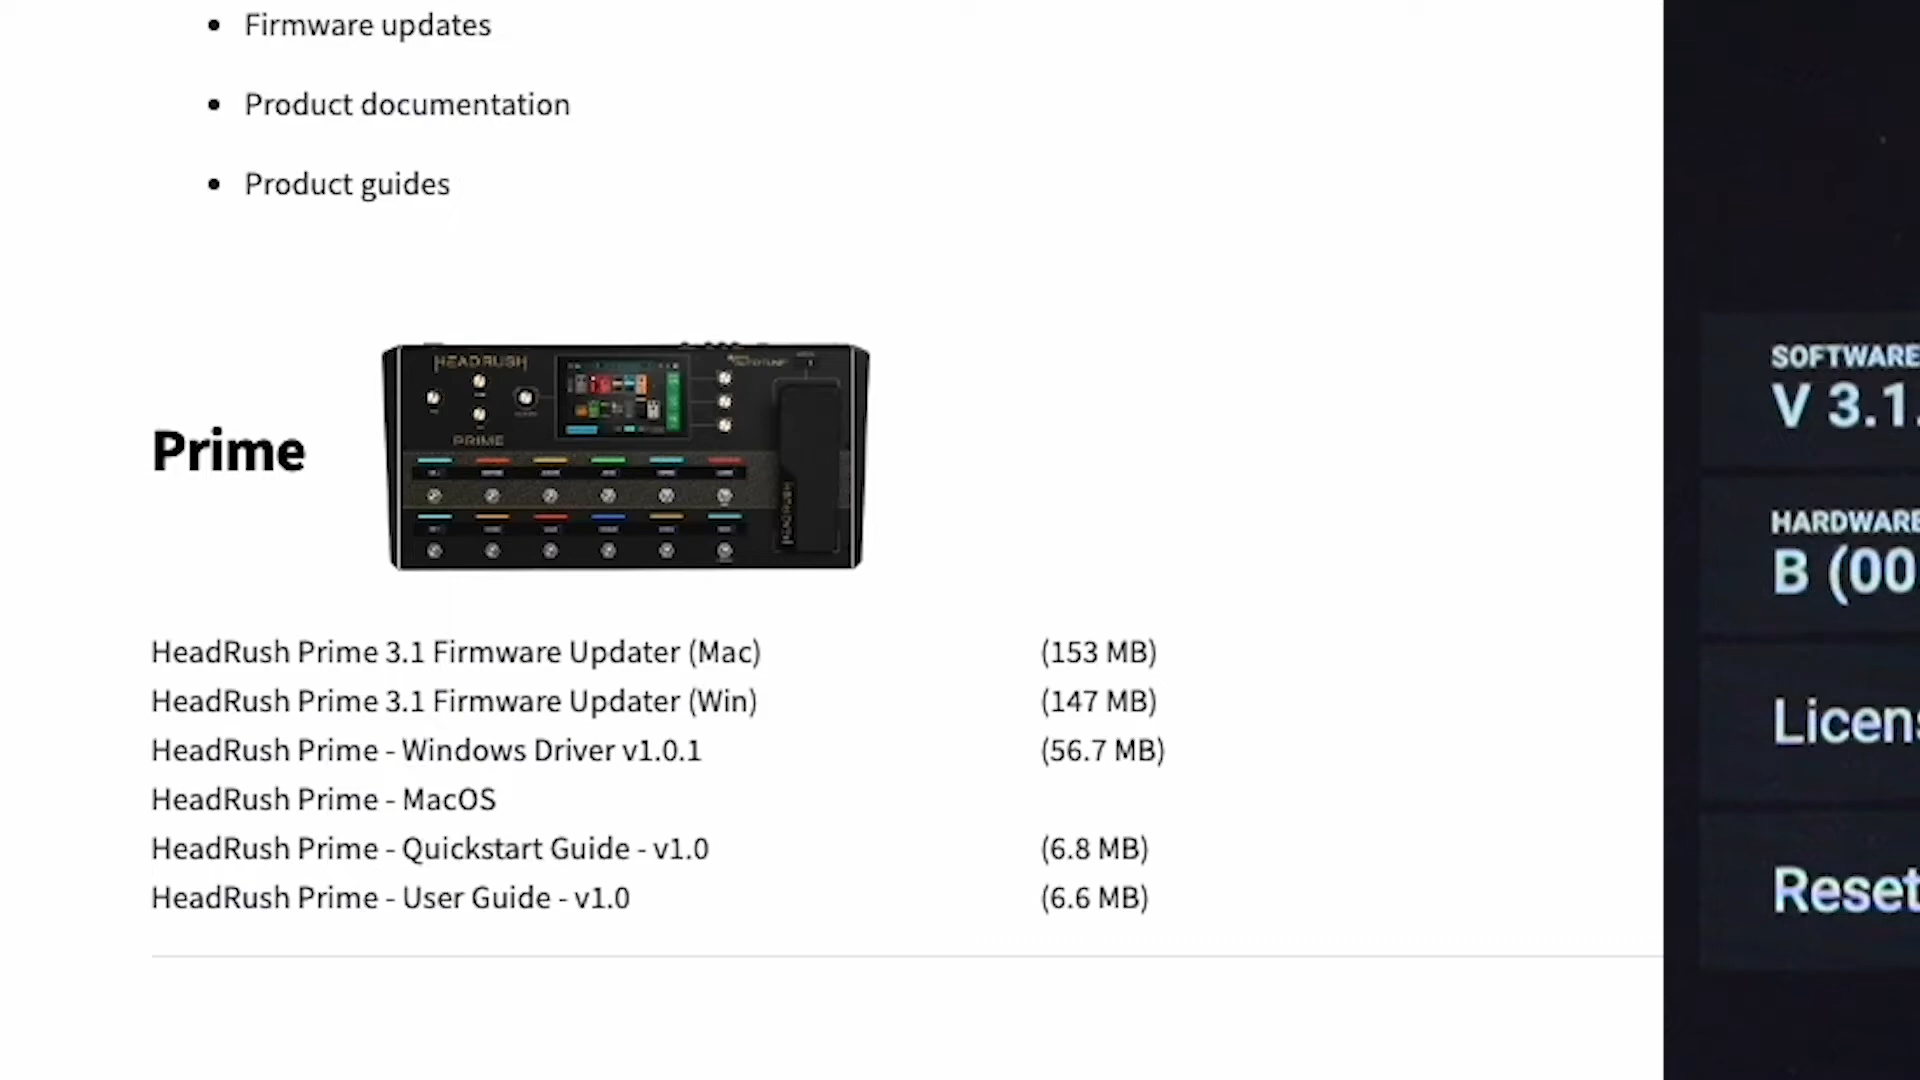 Firmware updates
Product documentation
Product guides
HEADRUSH
PRIME
HEADRUSH
Prime
HeadRush Prime 3.1 Firmware Updater (Mac) (153 MB)
HeadRush Prime 3.1 Firmware Updater (Win) (147 MB)
HeadRush Prime - Windows Driver v1.0.1 (56.7 MB)
HeadRush Prime - MacOS
HeadRush Prime - Quickstart Guide - v1.0 (6.8 MB)
HeadRush Prime - User Guide - v1.0 (6.6 MB)
SOFTWARE
V 3.1.
HARDWARE
B (00
Licens
Reset